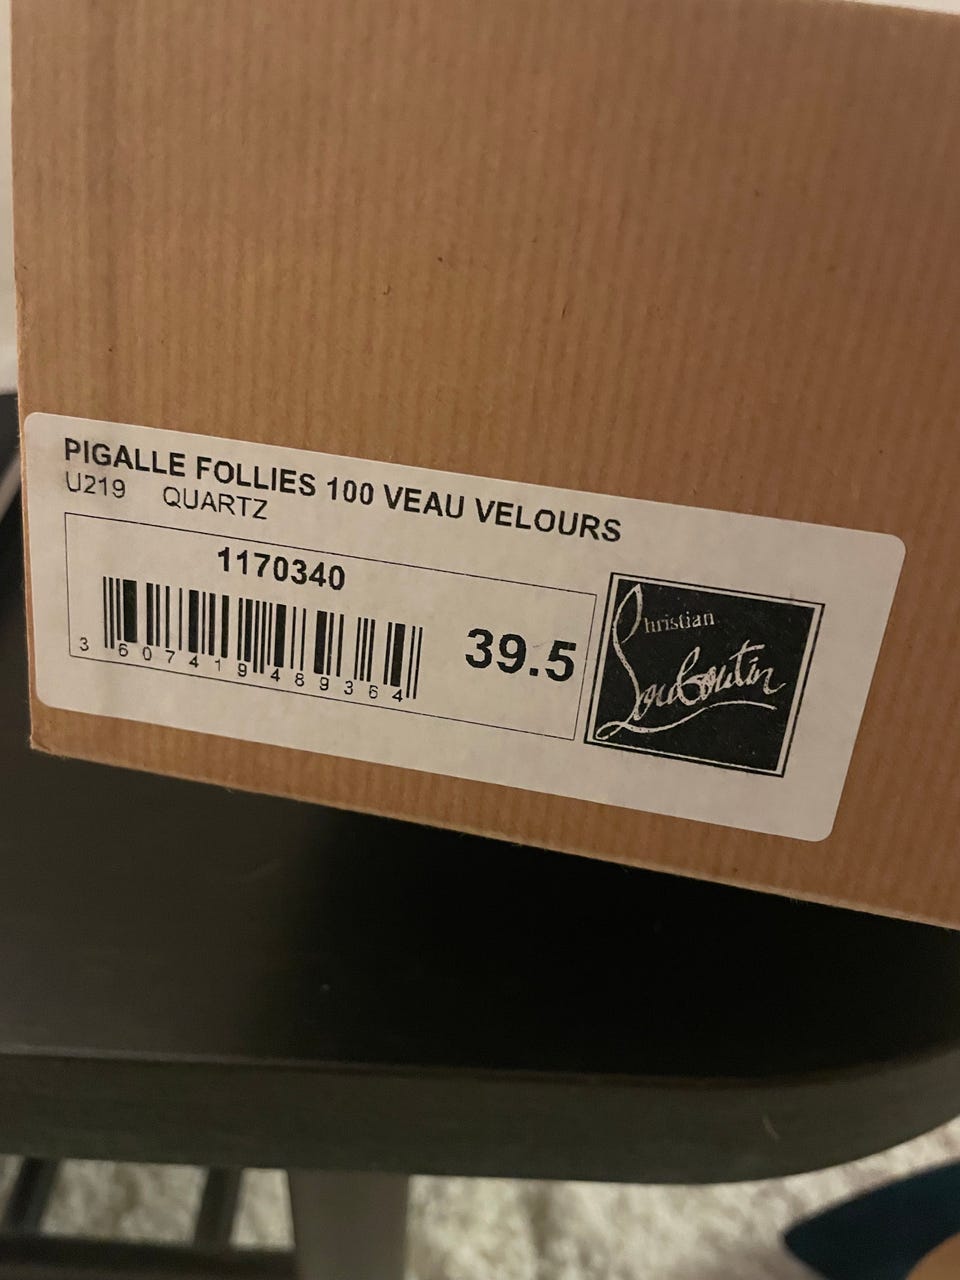 PIGALLE FOLLIES 100 VEAU VELOURS
U219 QUARTZ
1170340
3 607419 489364
39.5
Christian
Louboutin